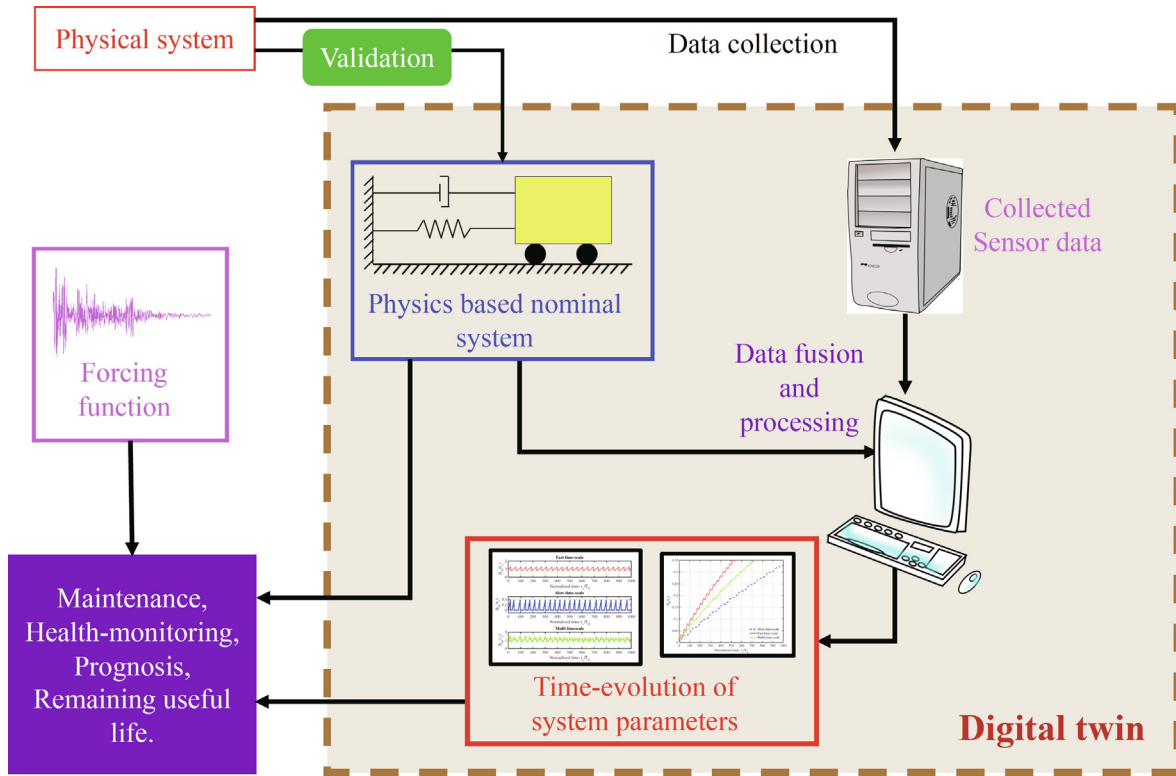 Physical system
Validation
Data collection
Collected
Sensor data
Physics based nominal
system
Forcing
function
Data fusion
and
processing
Maintenance,
Health-monitoring,
Prognosis,
Remaining useful
life.
Fast time-scale
Slow time-scale
Multi-timescale
Time-evolution of
system parameters
Digital twin